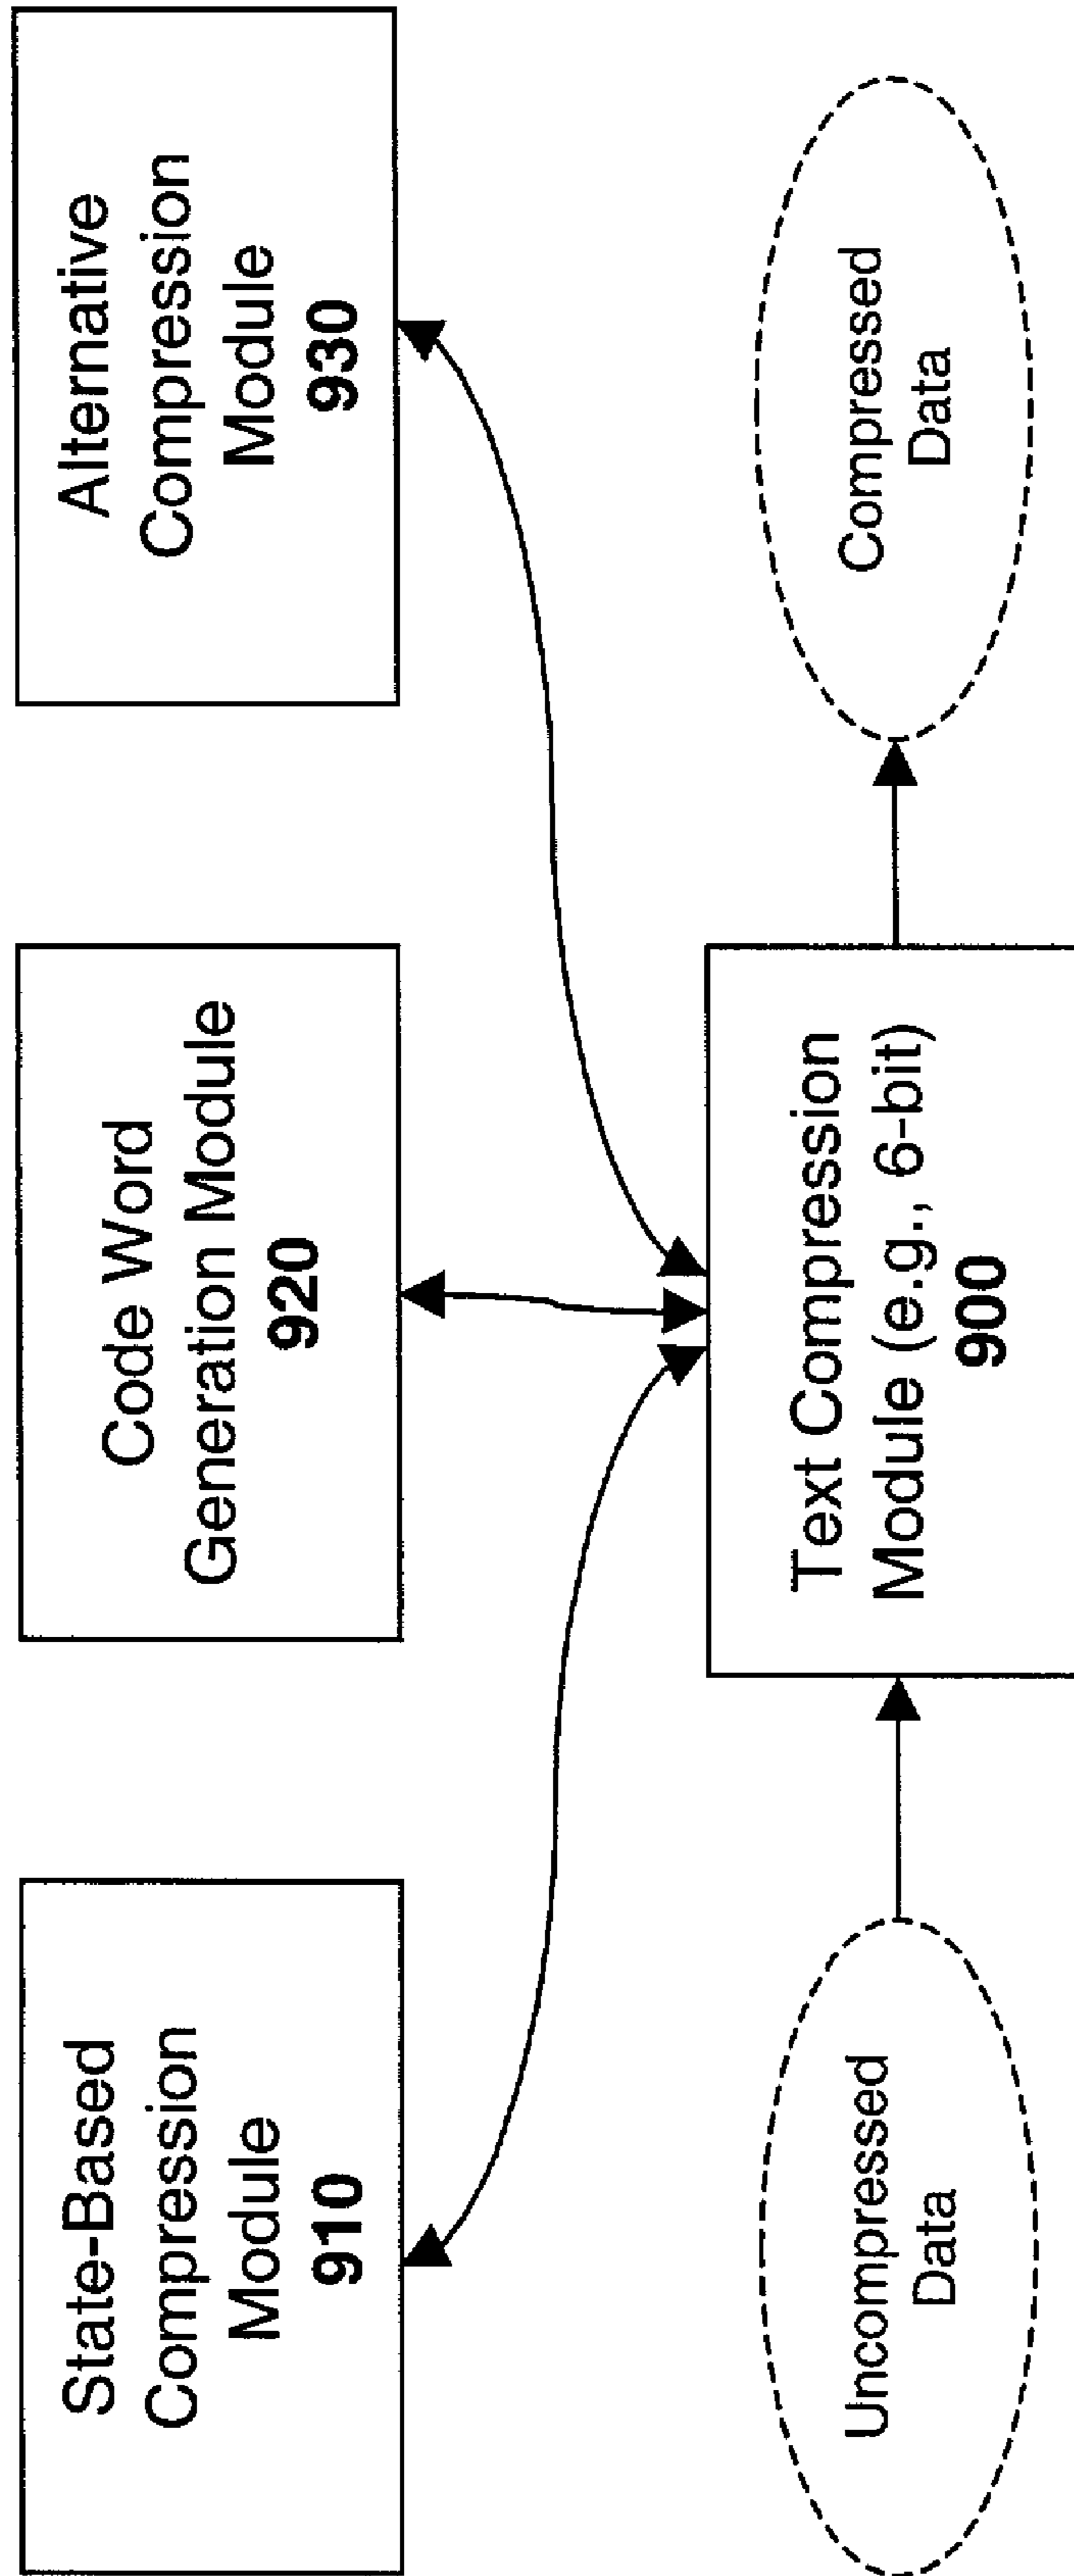 State-Based
Compression
Module
910
Code Word
Generation Module
920
Alternative
Compression
Module
930
Uncompressed
Data
Text Compression
Module (e.g., 6-bit)
900
Compressed
Data